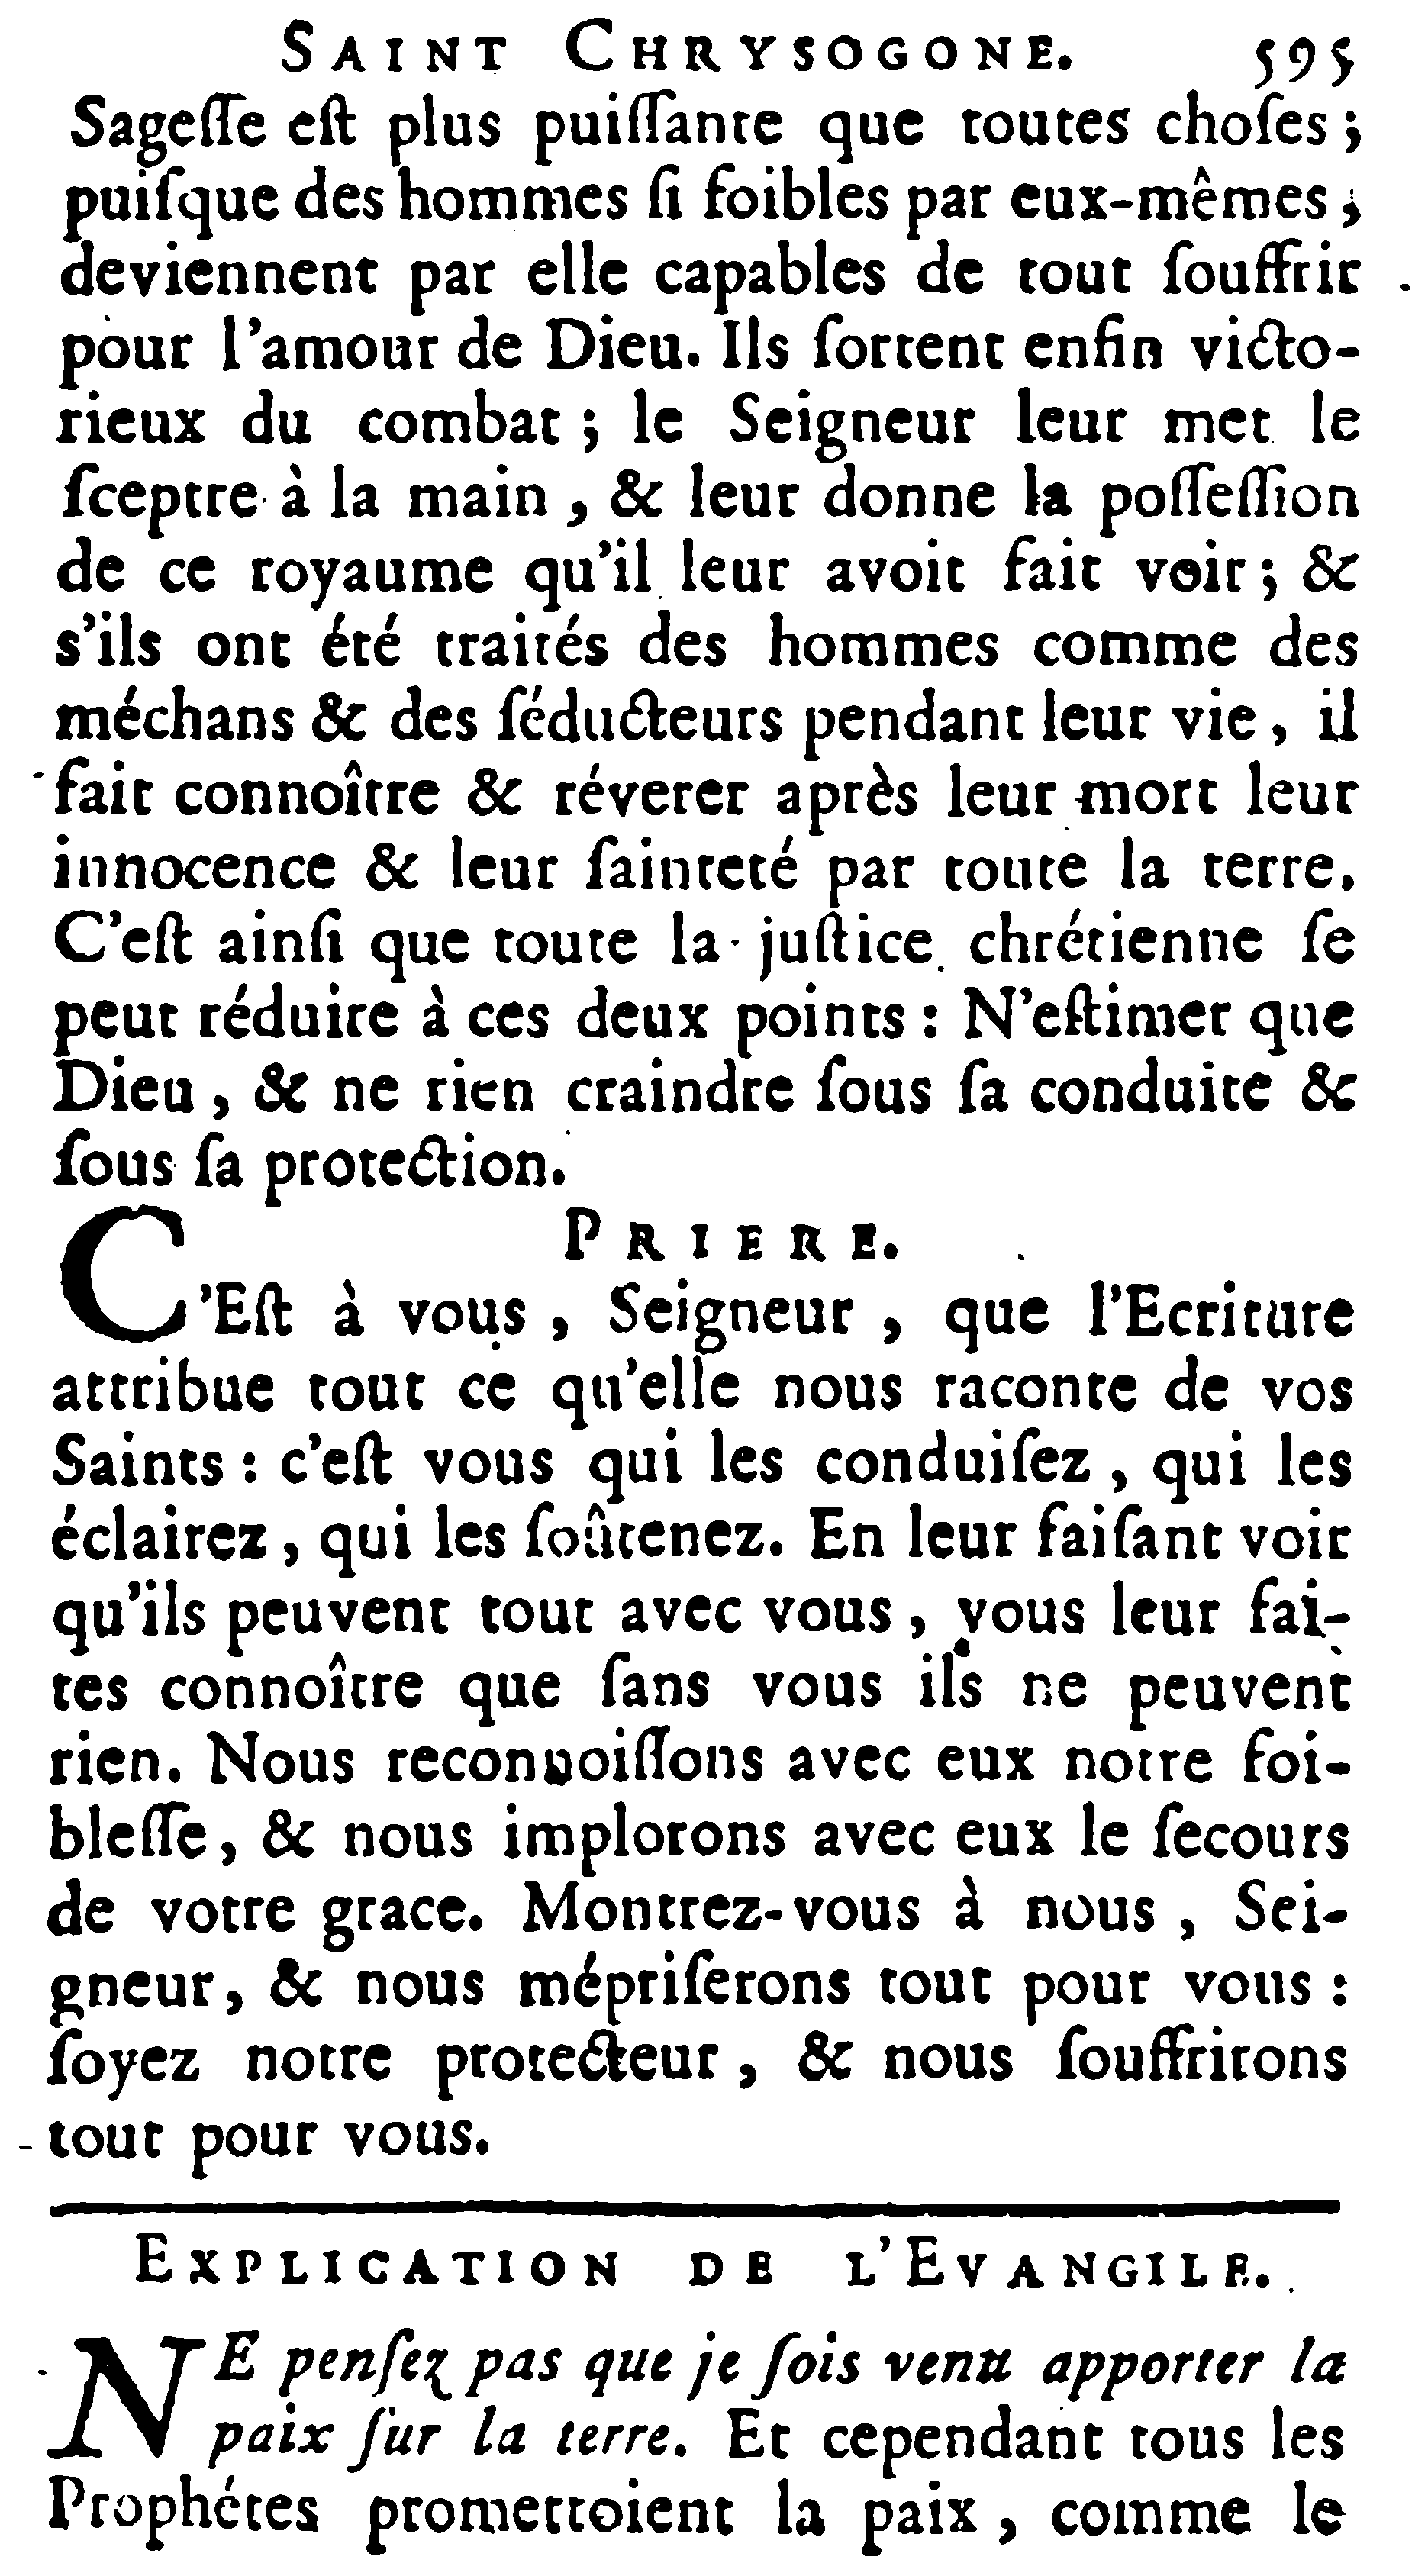 SAINT CHRYSOGONE. 595
Sageſſe eſt plus puiſſante que toutes choſes ;
puiſque des hommes ſi foibles par eux-mêmes ,
deviennent par elle capables de tout ſouffrir
pour l'amour de Dieu. Ils ſortent enfin victo-
rieux du combat ; le Seigneur leur met le
ſceptre à la main , & leur donne la poſſeſſion
de ce royaume qu'il leur avoit fait voir ; &
s'ils ont été traités des hommes comme des
méchans & des ſéducteurs pendant leur vie , il
fait connoître & réverer après leur mort leur
innocence & leur ſainteté par toute la terre.
C'eſt ainſi que toute la juſtice chrétienne ſe
peut réduire à ces deux points : N'eſtimer que
Dieu , & ne rien craindre ſous ſa conduite &
ſous ſa protection.
PRIERE.
C'Eſt à vous , Seigneur , que l'Ecriture
attribue tout ce qu'elle nous raconte de vos
Saints : c'eſt vous qui les conduiſez , qui les
éclairez , qui les ſoûtenez. En leur faiſant voir
qu'ils peuvent tout avec vous , vous leur fai-
tes connoître que ſans vous ils ne peuvent
rien. Nous reconnoiſſons avec eux notre foi-
bleſſe , & nous implorons avec eux le ſecours
de votre grace. Montrez-vous à nous , Sei-
gneur , & nous mépriſerons tout pour vous :
ſoyez notre protecteur , & nous ſouffrirons
tout pour vous.
EXPLICATION DE L'EVANGILE.
NE penſez pas que je ſois venu apporter la
paix ſur la terre. Et cependant tous les
Prophétes promettoient la paix , comme le